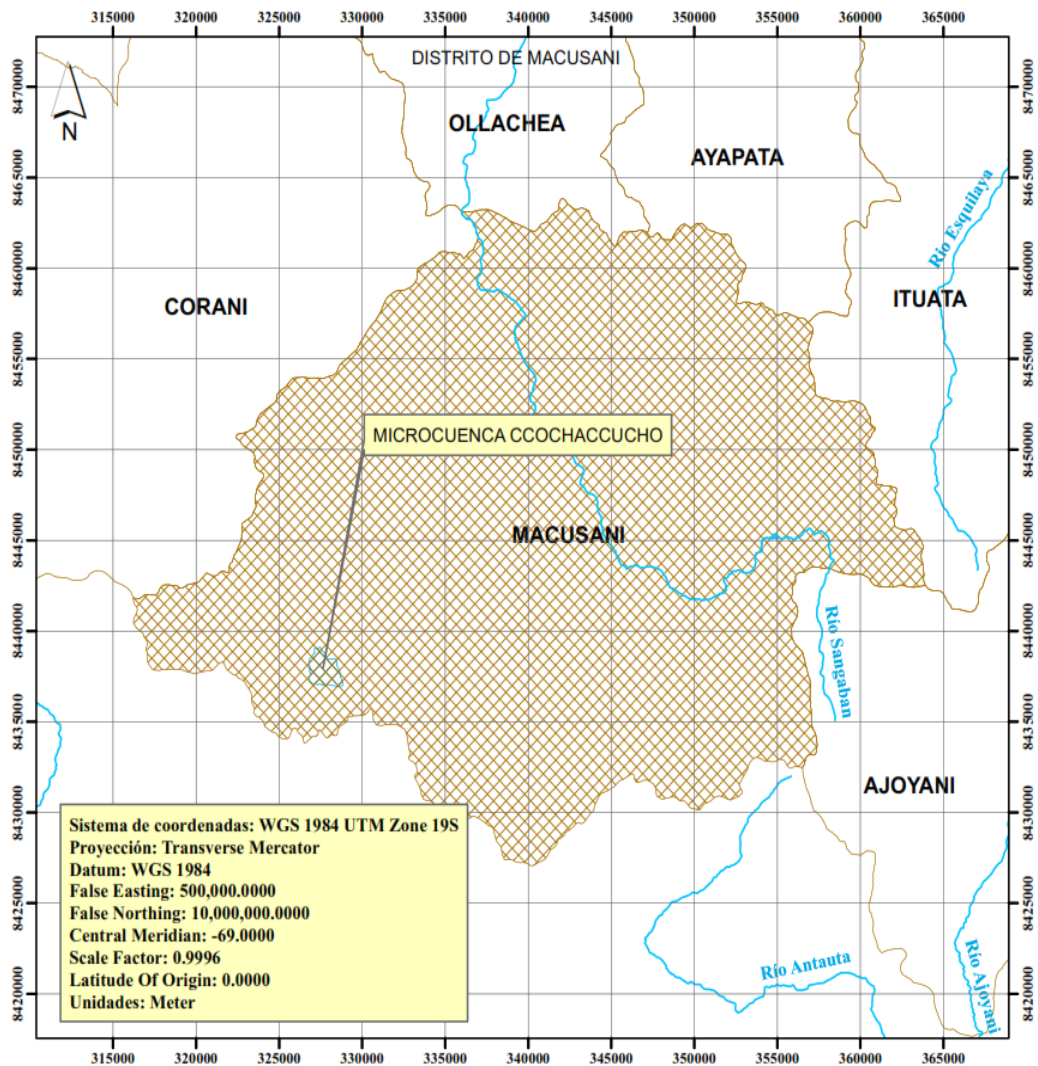 315000 320000 325000 330000 335000 340000 345000 350000 355000 360000 365000
DISTRITO DE MACUSANI
8470000 8470000
N
OLLACHEA
AYAPATA
8465000 8465000
Río Esquilaya
8460000 8460000
CORANI
ITUATA
8455000 8455000
MICROCUENCA CCOCHACCUCHO
8450000 8450000
MACUSANI
8445000 8445000
8440000 8440000
Río Sangaban
8435000 8435000
AJOYANI
8430000 8430000
Sistema de coordenadas: WGS 1984 UTM Zone 19S
Proyección: Transverse Mercator
Datum: WGS 1984
False Easting: 500,000.0000
False Northing: 10,000,000.0000
Central Meridian: -69.0000
Scale Factor: 0.9996
Latitude Of Origin: 0.0000
Unidades: Meter
8425000 8425000
Río Antauta
Río Ajoyani
8420000 8420000
315000 320000 325000 330000 335000 340000 345000 350000 355000 360000 365000